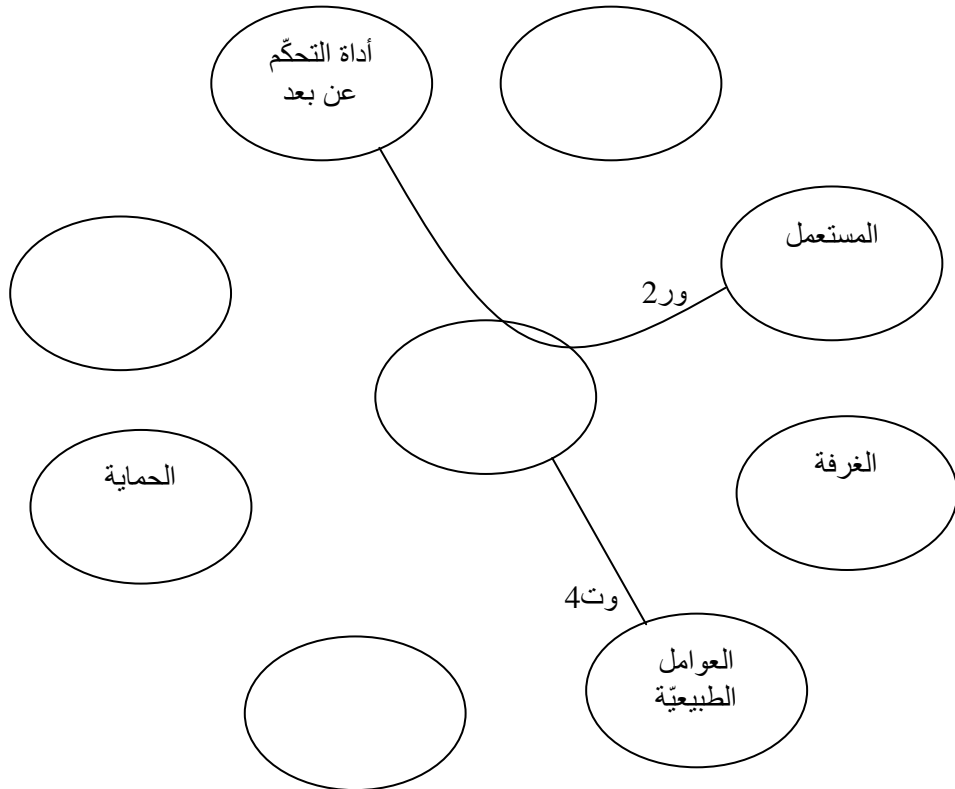 أداة التحكّم
عن بعد
المستعمل
ور2
الغرفة
الحماية
وت4
العوامل
الطبيعيّة